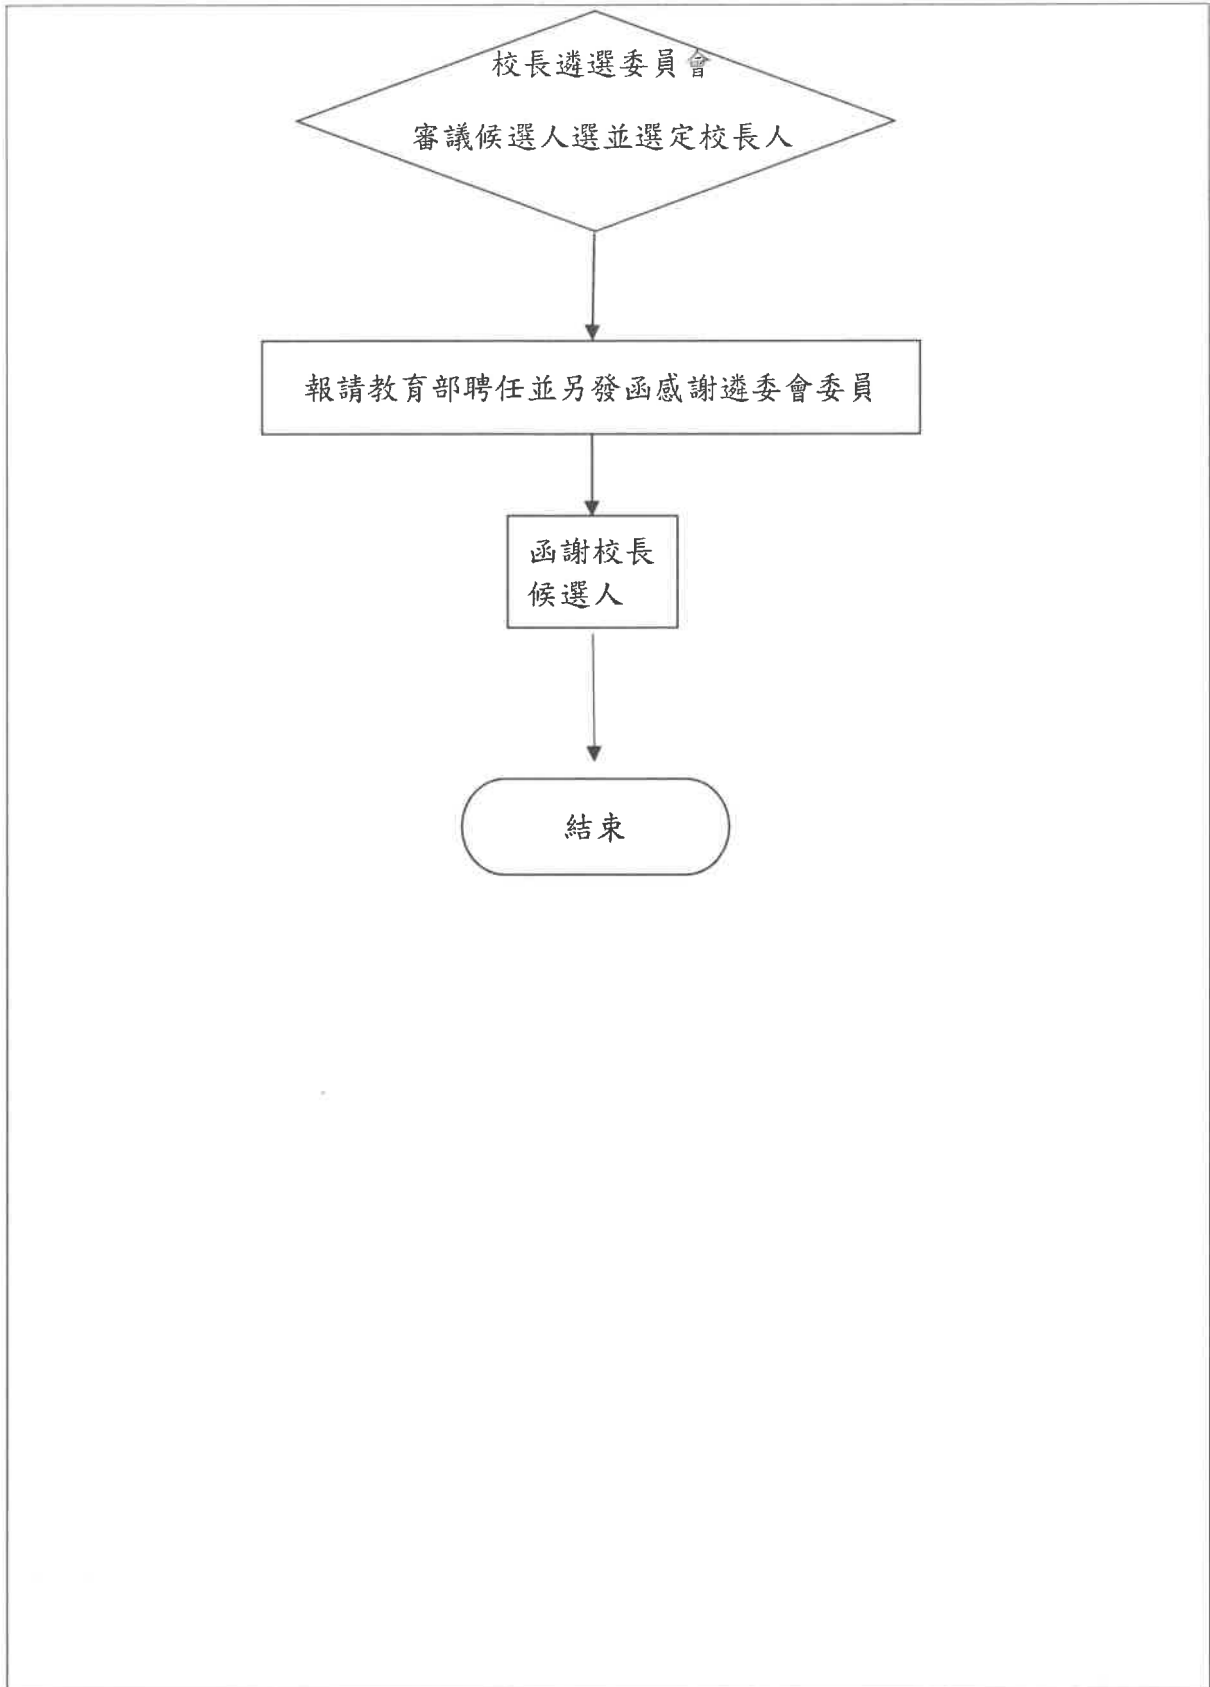 校長遴選委員會
審議候選人選並選定校長人
報請教育部聘任並另發函感謝遴委會委員
函謝校長
候選人
結束